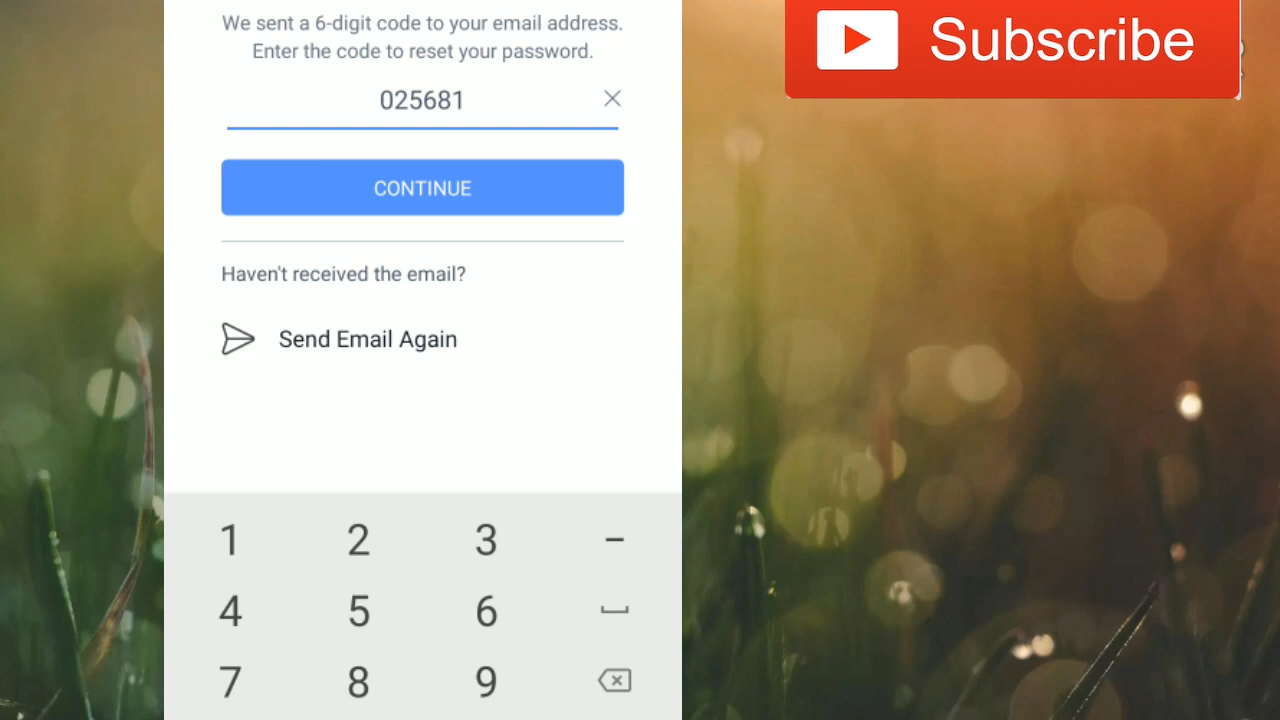 We sent a 6-digit code to your email address.
Enter the code to reset your password.
025681
CONTINUE
Haven't received the email?
Send Email Again
1 2 3 -
4 5 6
7 8 9
Subscribe